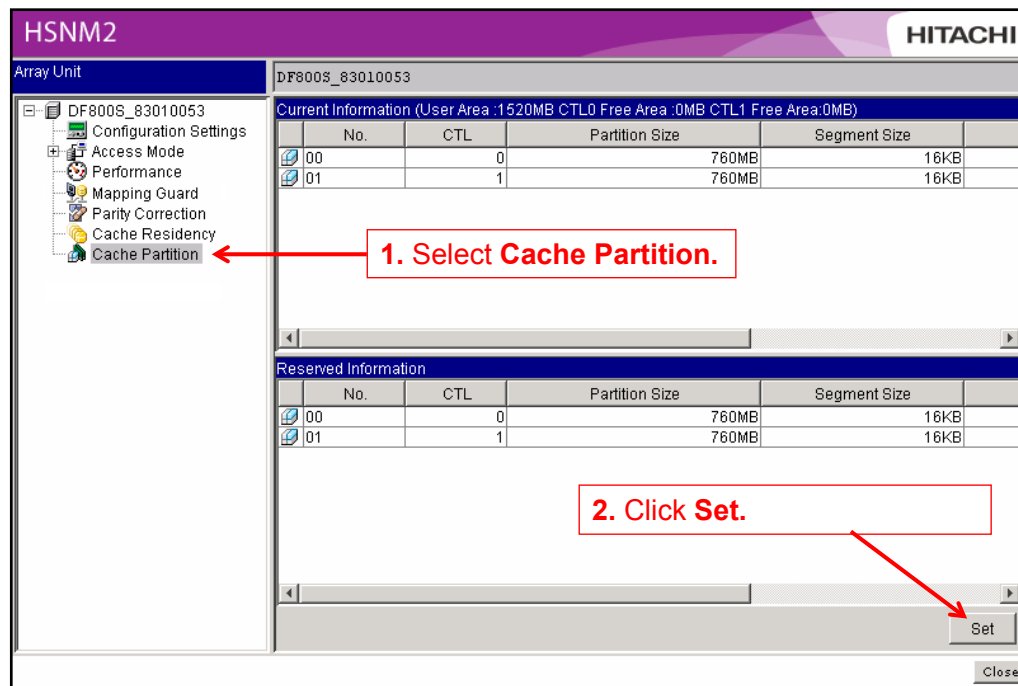 HSNM2
HITACHI
Array Unit
DF800S_83010053
DF800S_83010053
Configuration Settings
Access Mode
Performance
Mapping Guard
Parity Correction
Cache Residency
Cache Partition
Current Information (User Area :1520MB CTL0 Free Area :0MB CTL1 Free Area:0MB)
No. CTL Partition Size Segment Size
00 0 760MB 16KB
01 1 760MB 16KB
1. Select Cache Partition.
Reserved Information
No. CTL Partition Size Segment Size
00 0 760MB 16KB
01 1 760MB 16KB
2. Click Set.
Set
Close